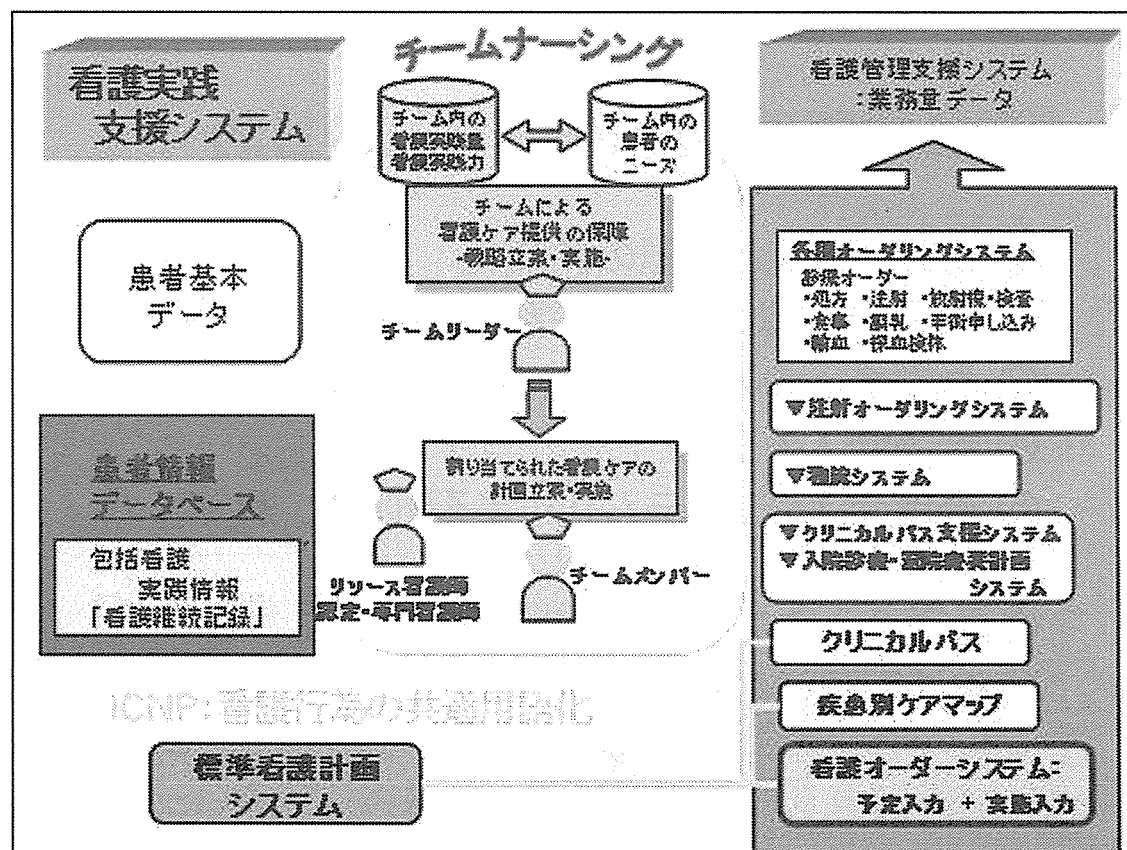 看護実践
支援システム
患者基本
データ
患者情報
データベース
包括看護
実践情報
「看護継続記録」
チームナーシング
チーム内の
看護実践量
看護実践力
チーム内の
患者の
ニーズ
チームによる
看護ケア提供の保障
-戦略立案・実施-
チームリーダー
割り当てられた看護ケアの
計画立案・実施
リソース看護師
認定・専門看護師
チームメンバー
ICNP:看護行為の共通用語化
標準看護計画
システム
看護管理支援システム
:業務量データ
各種オーダリングシステム
診療オーダー
・処方 ・注射 ・放射線・検査
・食事 ・調乳 ・手術申し込み
・輸血 ・採血検体
▼注射オーダリングシステム
システム
▼クリニカルパス支援システム
▼入院診療・退院療養計画
システム
クリニカルパス
疾患別ケアマップ
看護オーダーシステム:
予定入力 + 実施入力